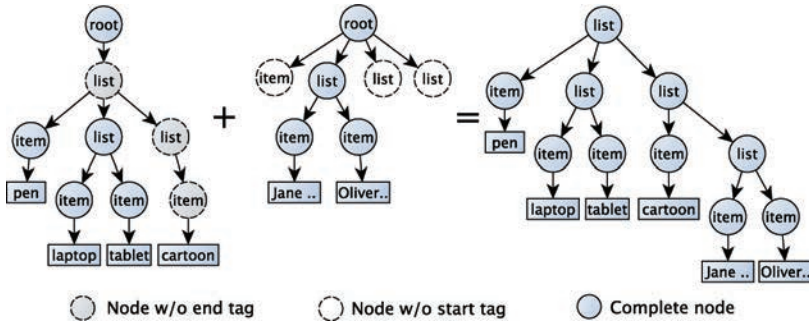 root
root
list
list
item
list
list
list
item
list
list
item
list
list
item
item
item
item
item
item
pen
item
item
item
list
pen
Jane ..
Oliver..
laptop
tablet
cartoon
item
item
laptop
tablet
cartoon
Jane ..
Oliver..
Node w/o end tag
Node w/o start tag
Complete node
+
=